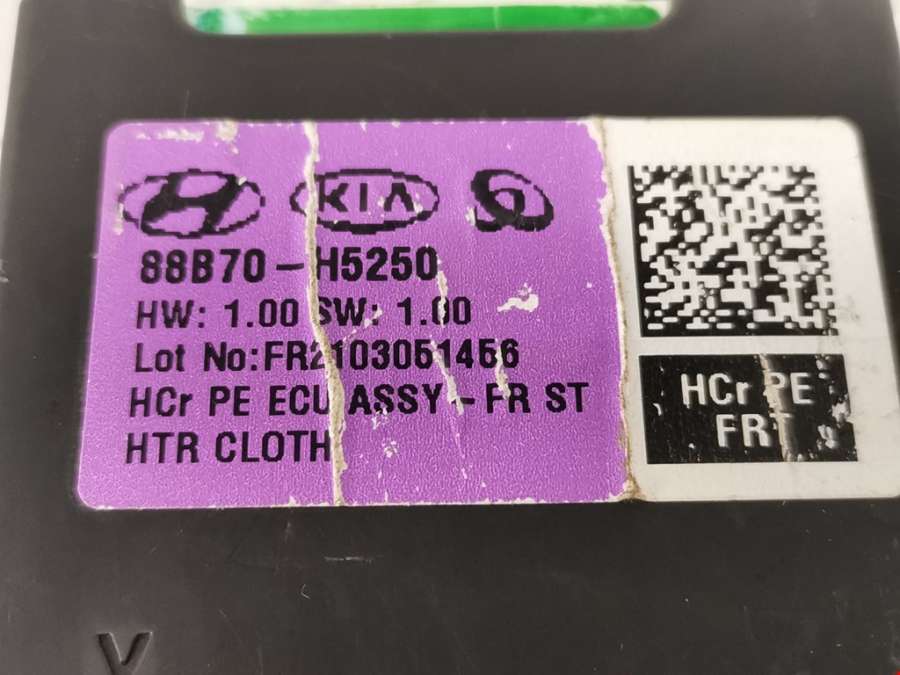 KIA
88B70-H5250
HW: 1.00 SW: 1.00
Lot No:FR2103051456
HCr PE ECU ASSY-FR ST
HTR CLOTH
HCr PE
FRT
Y